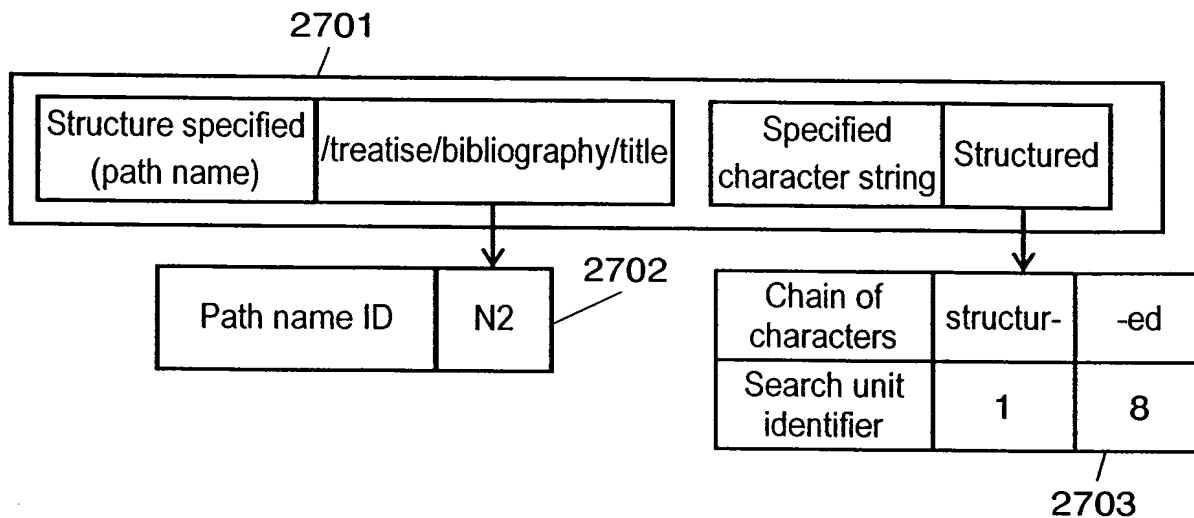 2701
Structure specified
(path name)
/treatise/bibliography/title
Specified
character string
Structured
Path name ID
N2
2702
Chain of
characters
structur-
-ed
Search unit
identifier
1
8
2703